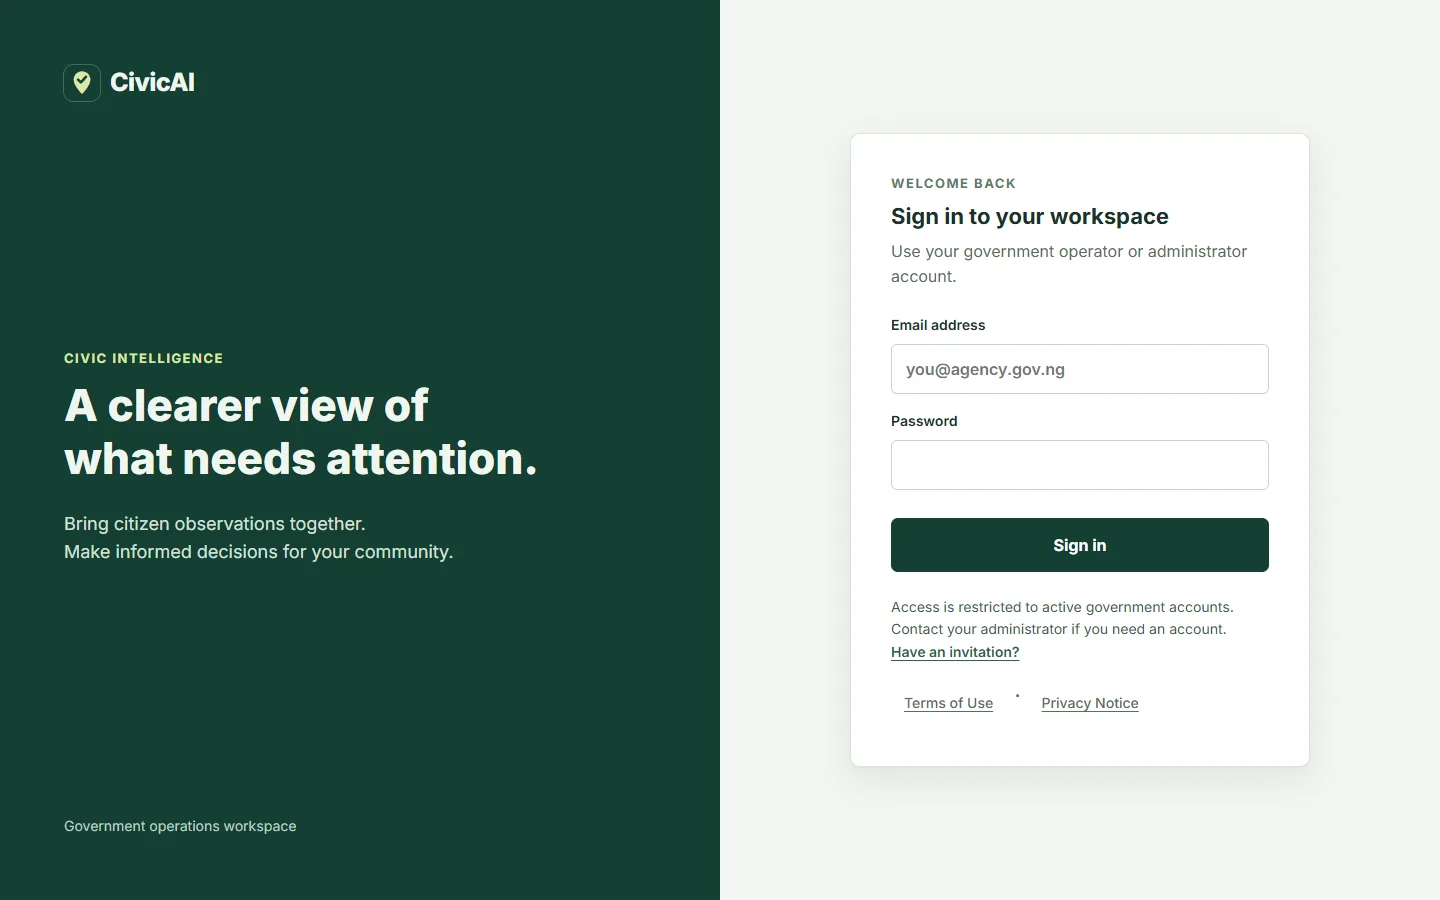 CivicAI
CIVIC INTELLIGENCE
A clearer view of
what needs attention.
Bring citizen observations together.
Make informed decisions for your community.
Government operations workspace
WELCOME BACK
Sign in to your workspace
Use your government operator or administrator
account.
Email address
you@agency.gov.ng
Password
Sign in
Access is restricted to active government accounts.
Contact your administrator if you need an account.
Have an invitation?
Terms of Use · Privacy Notice